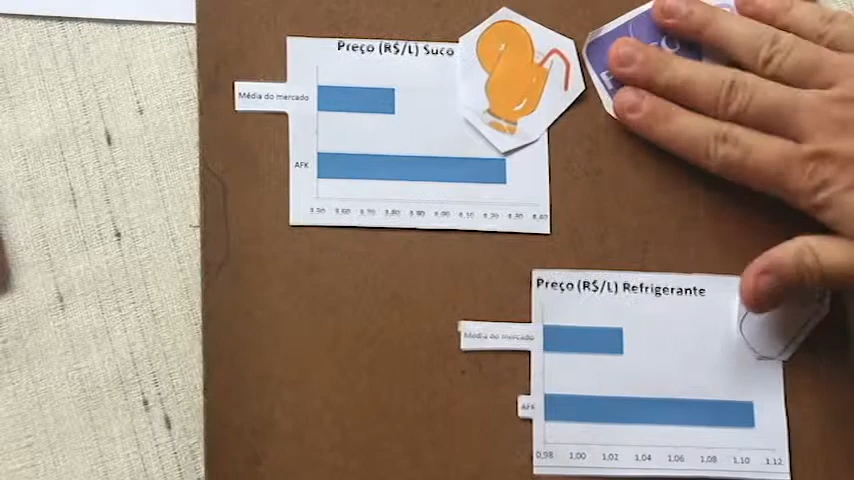 Preço (R$/L) Suco
Média do mercado
AFK
Preço (R$/L) Refrigerante
Média do mercado
AFK
0,98 1,00 1,02 1,04 1,06 1,08 1,10 1,12